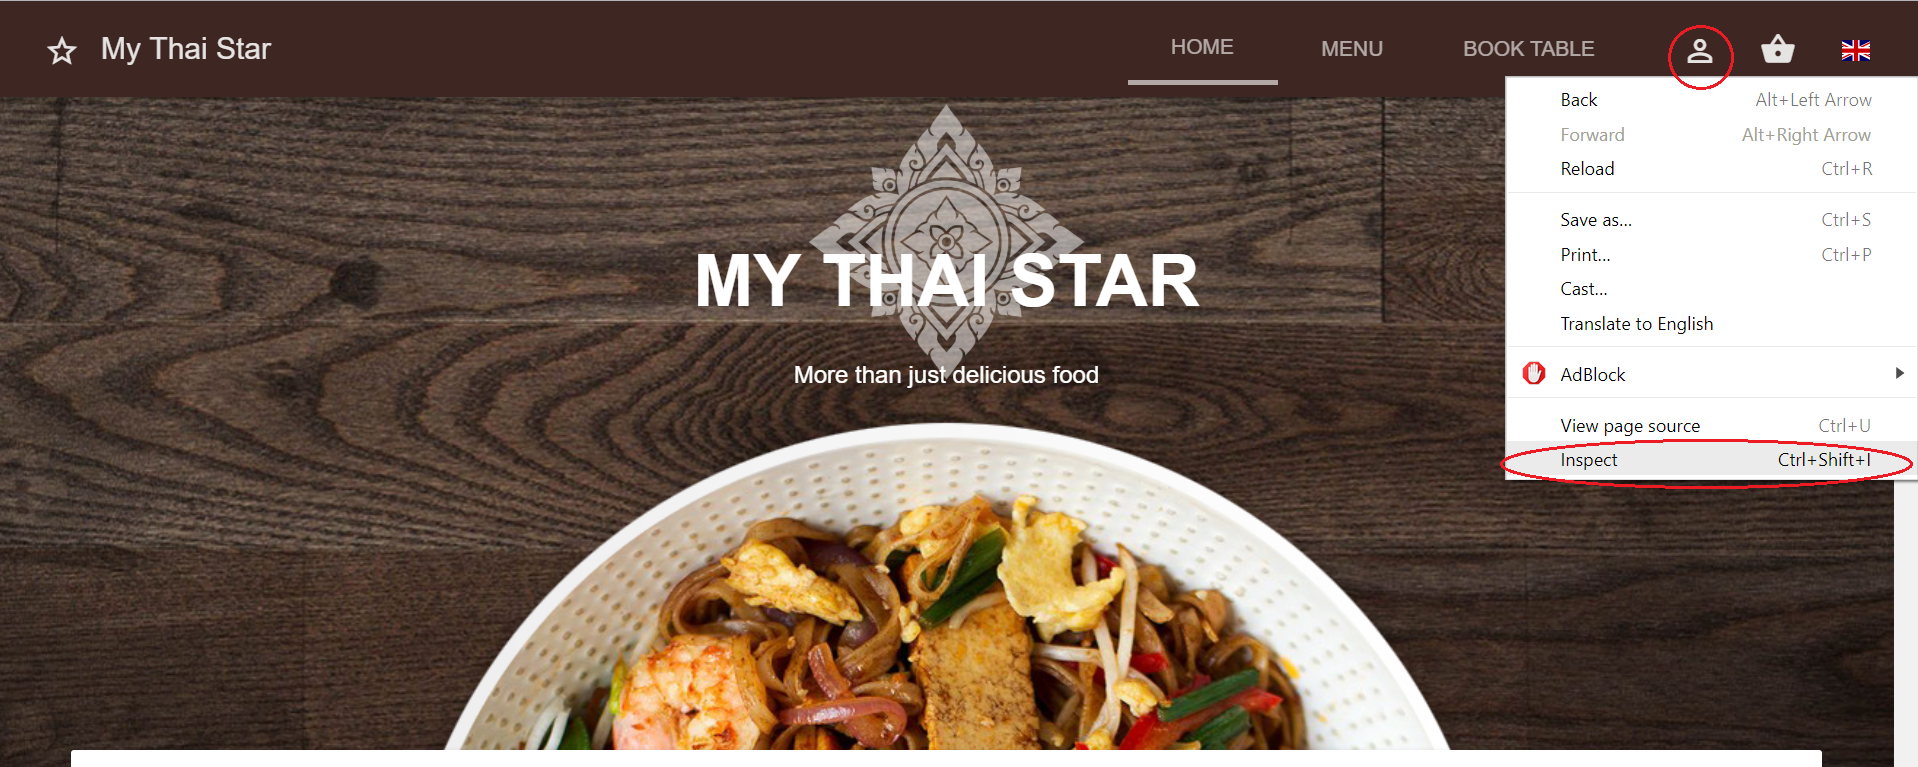 My Thai Star
HOME
MENU
BOOK TABLE
Back Alt+Left Arrow
Forward Alt+Right Arrow
Reload Ctrl+R
Save as... Ctrl+S
Print... Ctrl+P
Cast...
Translate to English
AdBlock
View page source Ctrl+U
Inspect Ctrl+Shift+I
MY THAI STAR
More than just delicious food